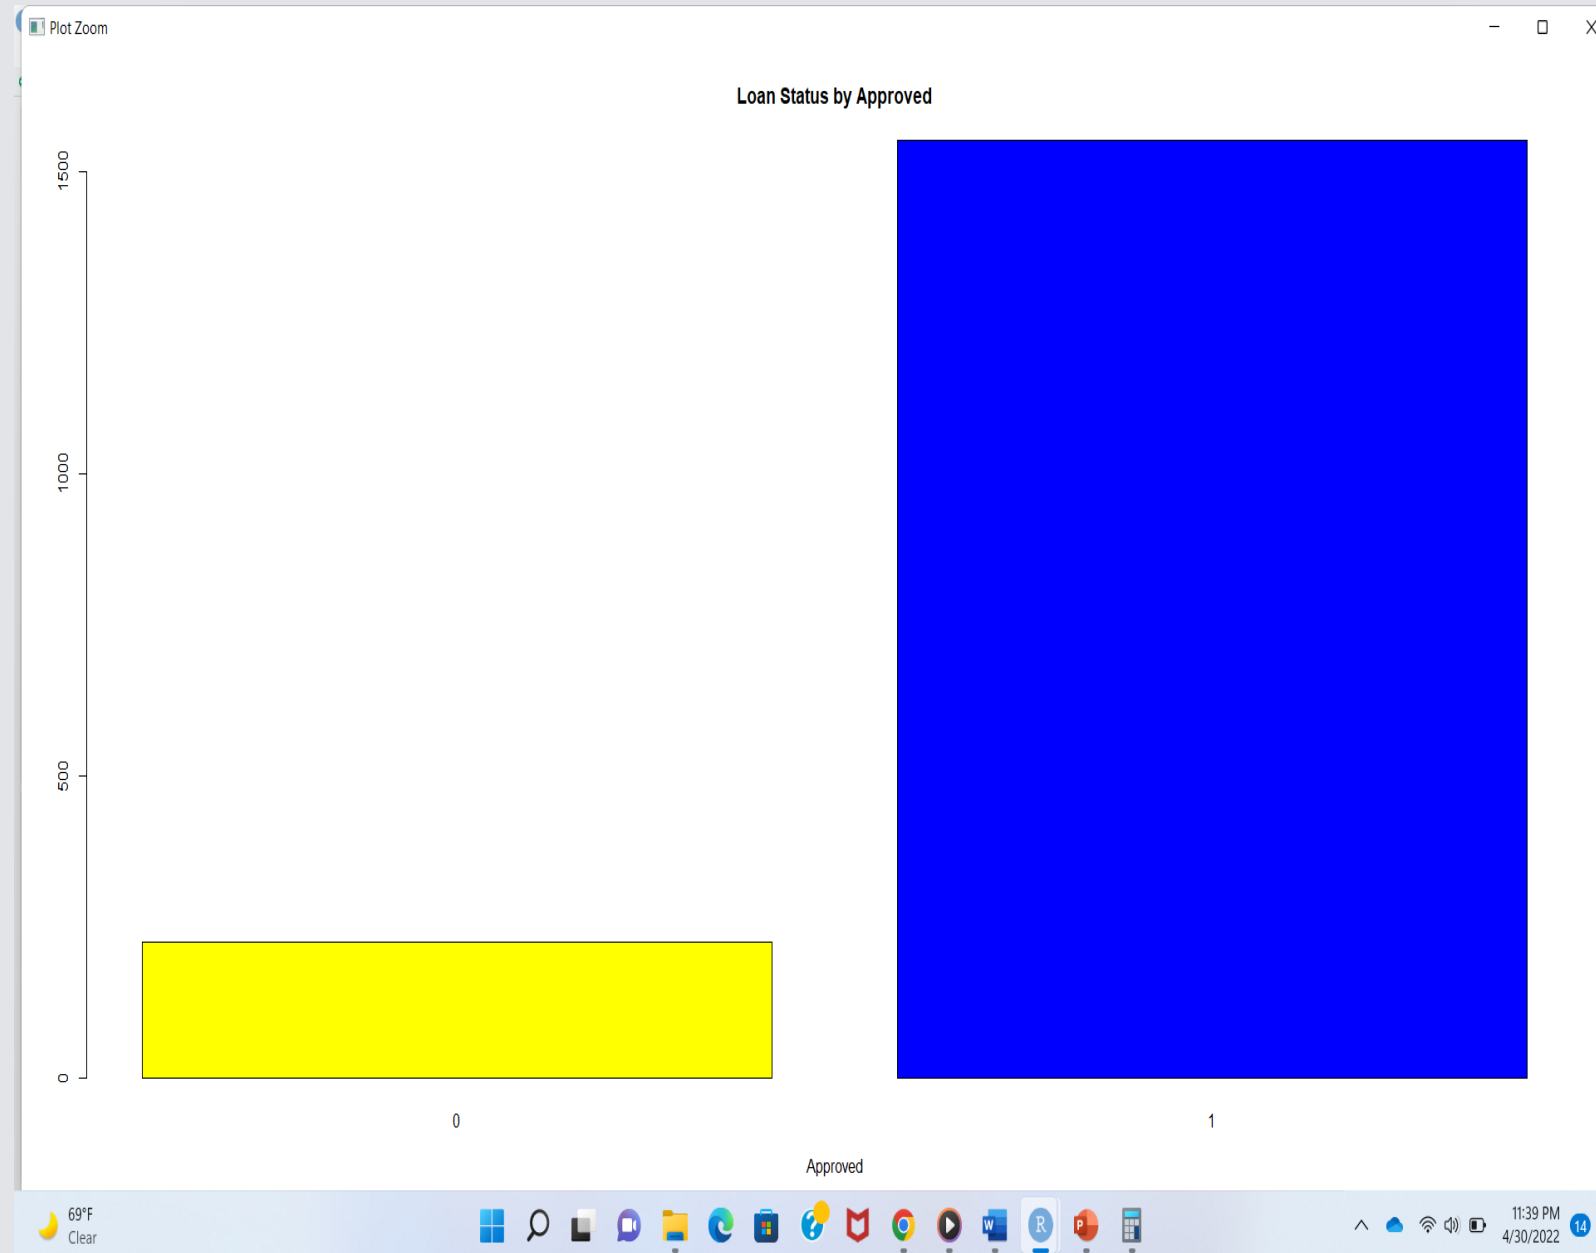 Plot Zoom
Loan Status by Approved
1500
1000
500
0
0 1
Approved
69°F
Clear
W
R
P
11:39 PM
4/30/2022
14